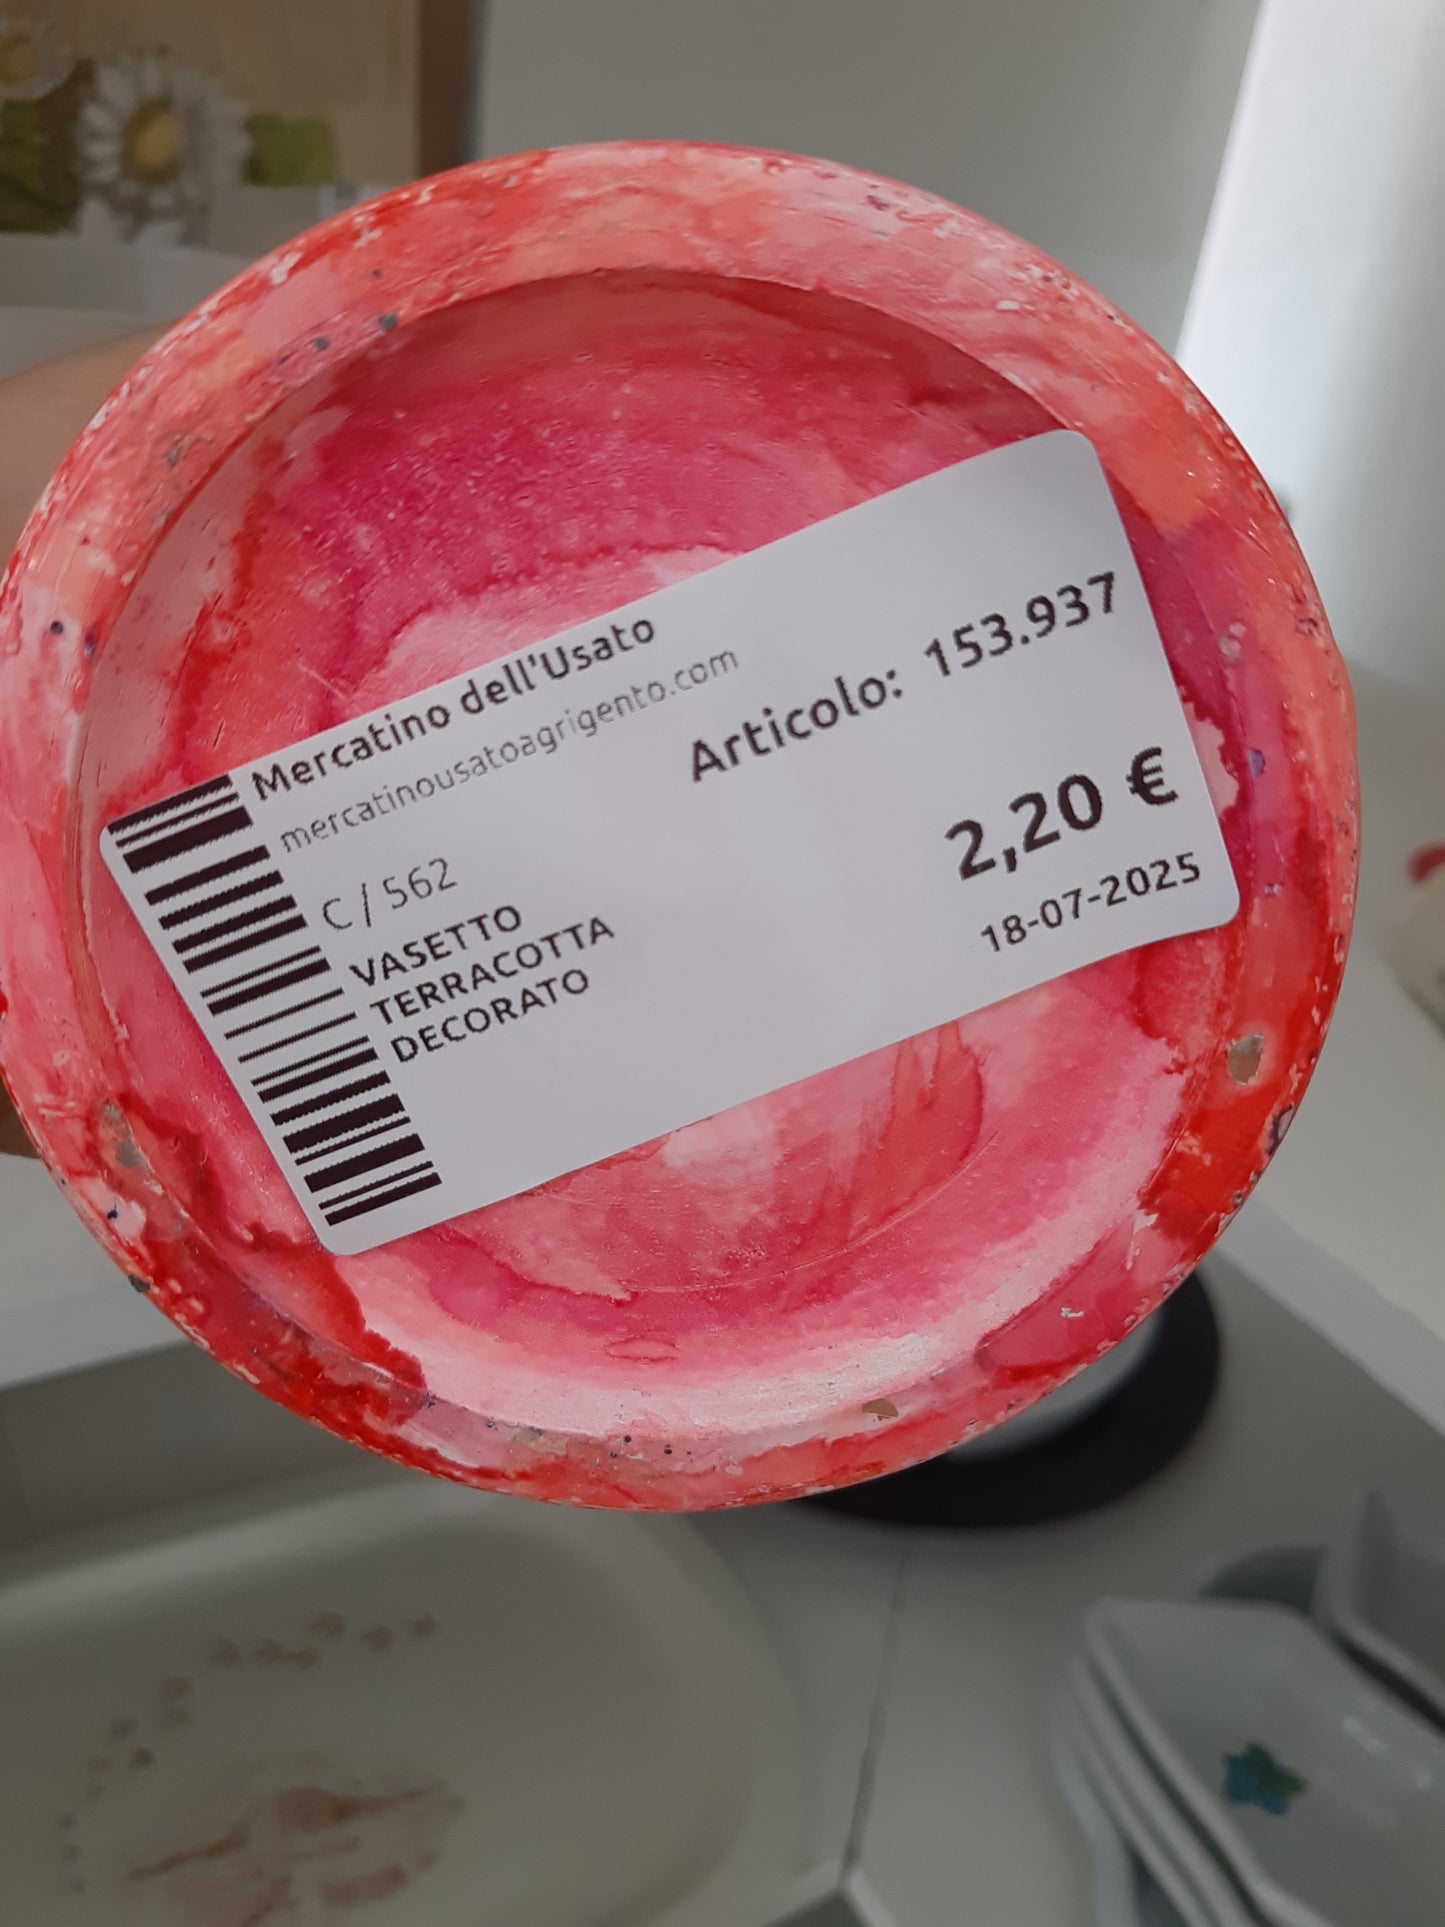 Mercatino dell'Usato
mercatinousatoagrigento.com
Articolo: 153.937
C / 562
VASETTO
TERRACOTTA
DECORATO
2,20 €
18-07-2025